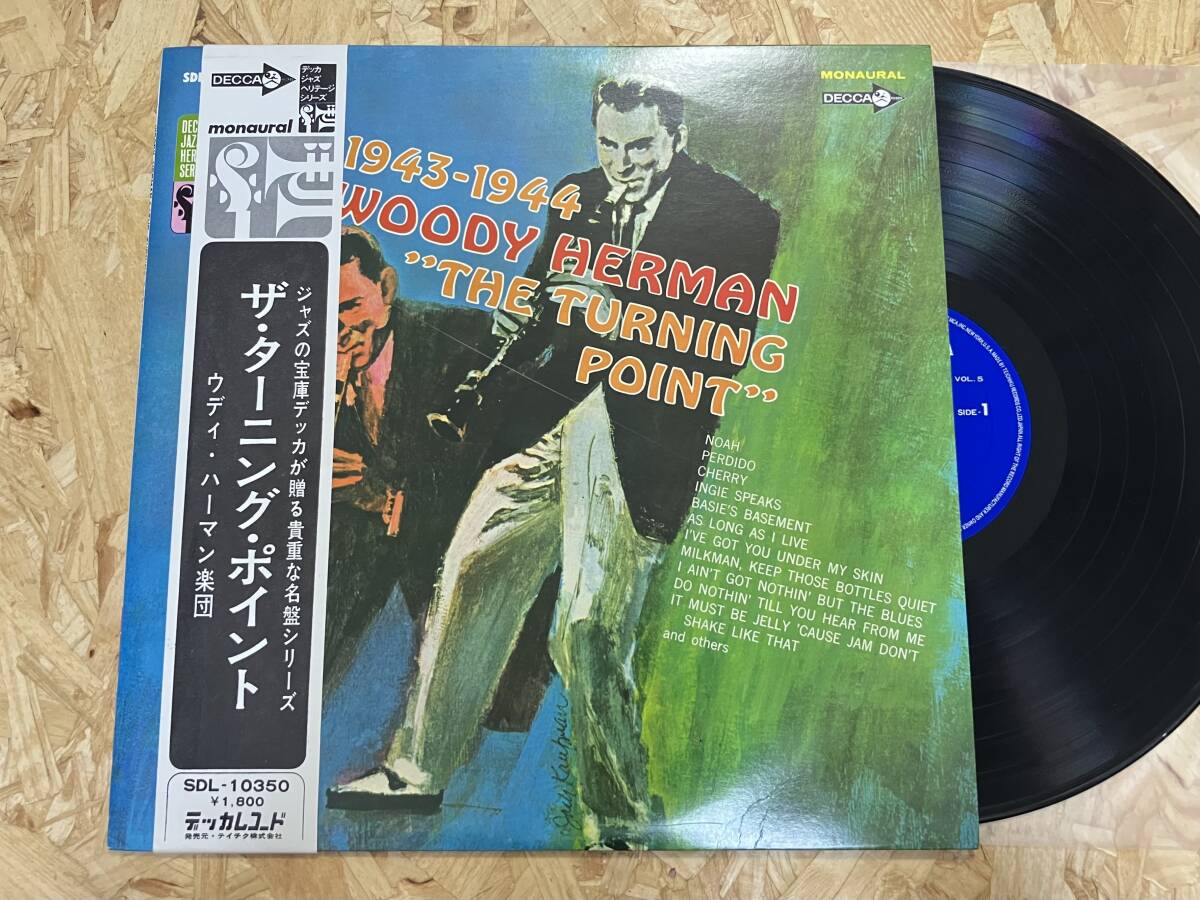 DECCA
デッカ
ジャズ
ヘリテージ
シリーズ
monaural
ジャズの宝庫デッカが贈る貴重な名盤シリーズ
ザ・ターニング・ポイント
ウディ・ハーマン楽団
SDL-10350
¥1,800
デッカレコード
発売元・テイチク株式会社
MONAURAL
DECCA
1943-1944
WOODY HERMAN
"THE TURNING
POINT"
NOAH
PERDIDO
CHERRY
INGIE SPEAKS
BASIE'S BASEMENT
AS LONG AS I LIVE
I'VE GOT YOU UNDER MY SKIN
MILKMAN, KEEP THOSE BOTTLES QUIET
I AIN'T GOT NOTHIN' BUT THE BLUES
DO NOTHIN' TILL YOU HEAR FROM ME
IT MUST BE JELLY 'CAUSE JAM DON'T
SHAKE LIKE THAT
and others
VOL. 5
SIDE-1